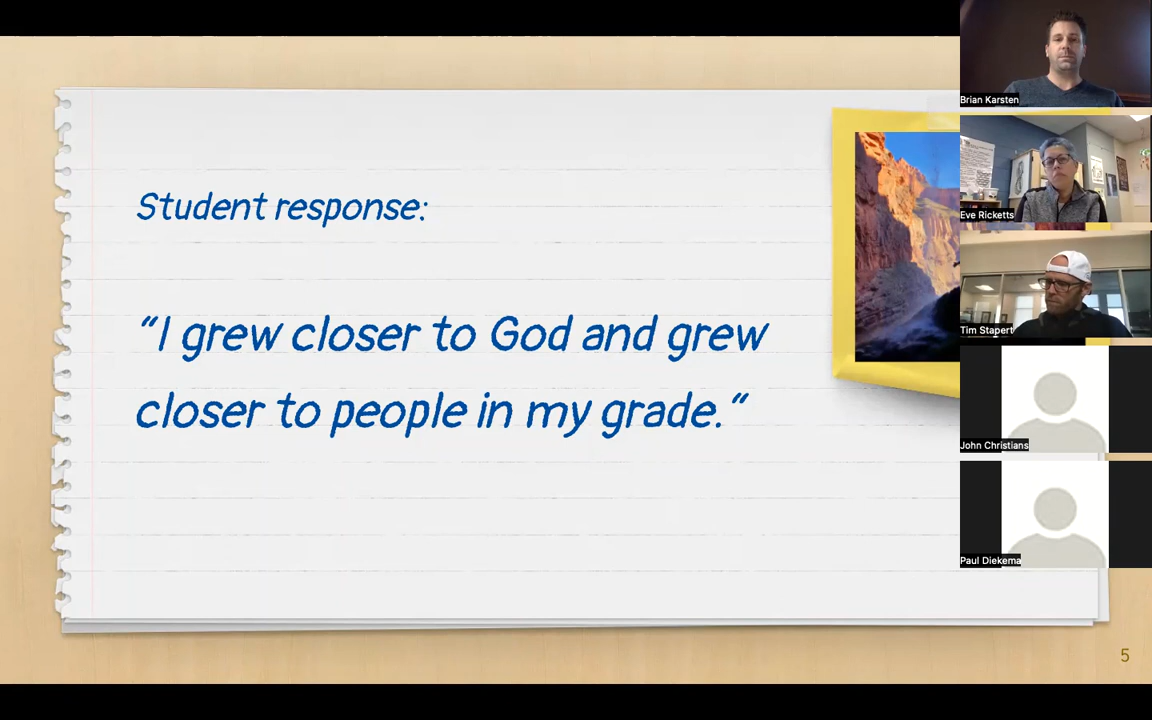 Student response:
“I grew closer to God and grew
closer to people in my grade.“
Brian Karsten
Eve Ricketts
Tim Stapert
John Christians
Paul Diekema
5